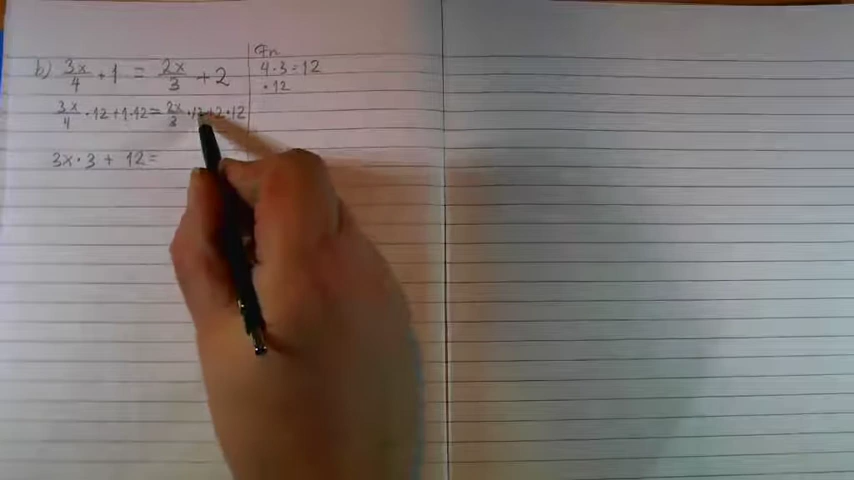 b) 3x/4 + 1 = 2x/3 + 2
3x/4 · 12 + 1 · 12 = 2x/3 · 12 + 2 · 12
3x · 3 + 12 =
Fn
4 · 3 = 12
· 12